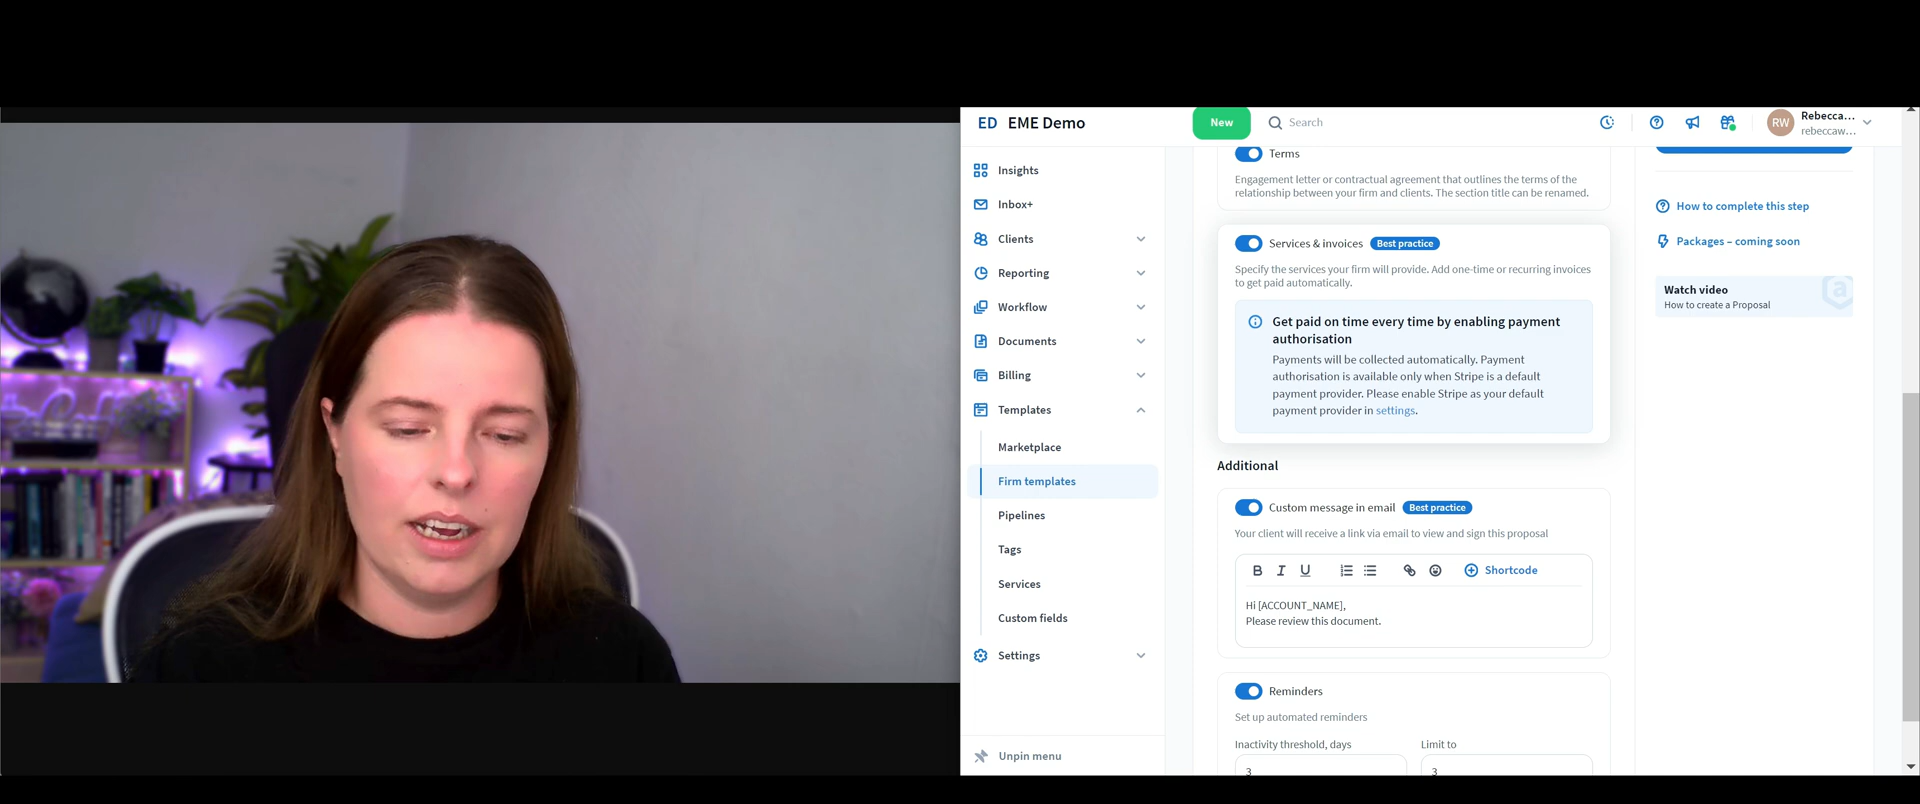 ED EME Demo
New
Search
RW
Rebecca...
rebeccaw...
Insights
Inbox+
Clients
Reporting
Workflow
Documents
Billing
Templates
Marketplace
Firm templates
Pipelines
Tags
Services
Custom fields
Settings
Unpin menu
Terms
Engagement letter or contractual agreement that outlines the terms of the
relationship between your firm and clients. The section title can be renamed.
Services & invoices Best practice
Specify the services your firm will provide. Add one-time or recurring invoices
to get paid automatically.
Get paid on time every time by enabling payment
authorisation
Payments will be collected automatically. Payment
authorisation is available only when Stripe is a default
payment provider. Please enable Stripe as your default
payment provider in settings.
Additional
Custom message in email Best practice
Your client will receive a link via email to view and sign this proposal
B I U Shortcode
Hi [ACCOUNT_NAME],
Please review this document.
Reminders
Set up automated reminders
Inactivity threshold, days
Limit to
3
3
How to complete this step
Packages – coming soon
Watch video
How to create a Proposal